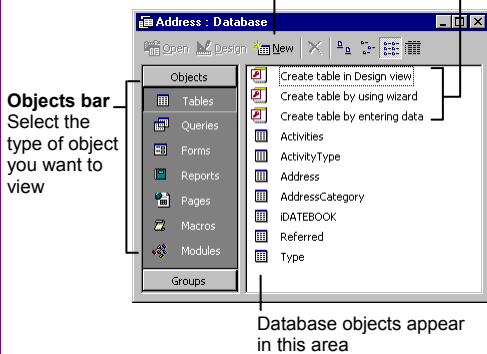 Address : Database
Open Design New
Objects
Tables
Queries
Forms
Reports
Pages
Macros
Modules
Groups
Create table in Design view
Create table by using wizard
Create table by entering data
Activities
ActivityType
Address
AddressCategory
iDATEBOOK
Referred
Type
Objects bar
Select the
type of object
you want to
view
Database objects appear
in this area